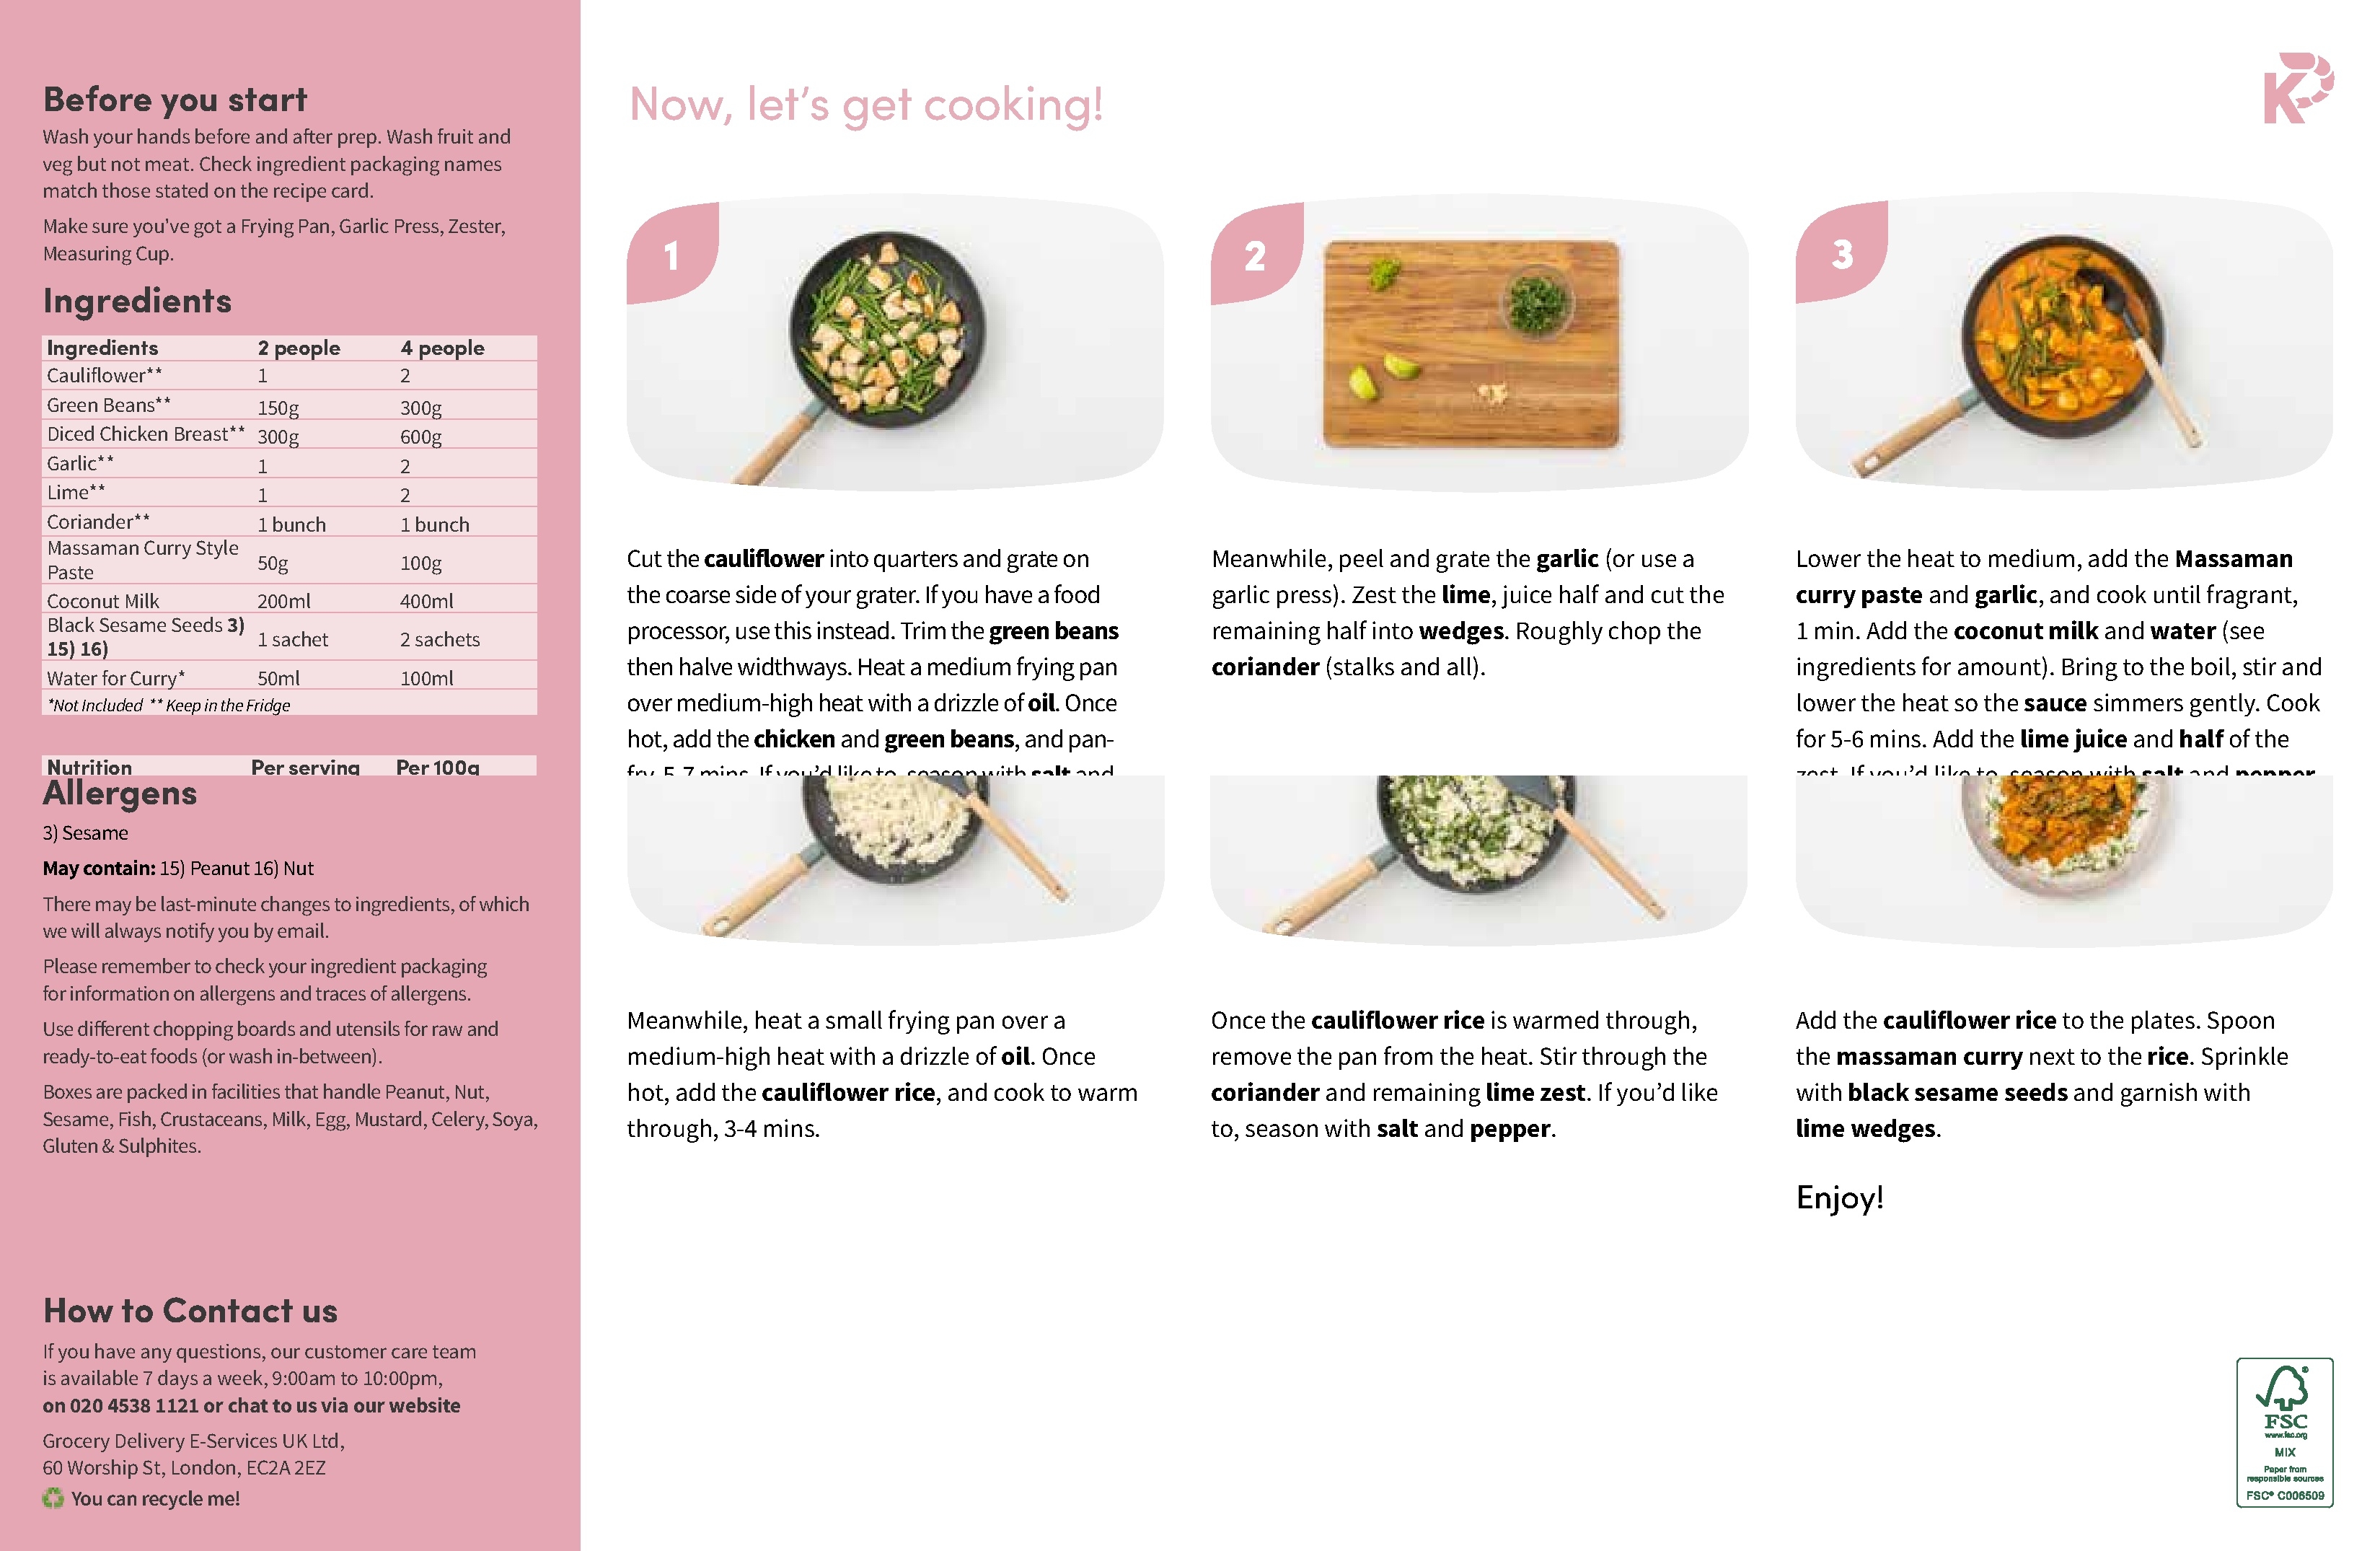 Before you start
Wash your hands before and after prep. Wash fruit and
veg but not meat. Check ingredient packaging names
match those stated on the recipe card.
Make sure you've got a Frying Pan, Garlic Press, Zester,
Measuring Cup.
Ingredients
Ingredients 2 people 4 people
Cauliflower** 1 2
Green Beans** 150g 300g
Diced Chicken Breast** 300g 600g
Garlic** 1 2
Lime** 1 2
Coriander** 1 bunch 1 bunch
Massaman Curry Style
Paste 50g 100g
Coconut Milk 200ml 400ml
Black Sesame Seeds 3)
15) 16) 1 sachet 2 sachets
Water for Curry* 50ml 100ml
*Not Included ** Keep in the Fridge
Nutrition Per serving Per 100g
Allergens
3) Sesame
May contain: 15) Peanut 16) Nut
There may be last-minute changes to ingredients, of which
we will always notify you by email.
Please remember to check your ingredient packaging
for information on allergens and traces of allergens.
Use different chopping boards and utensils for raw and
ready-to-eat foods (or wash in-between).
Boxes are packed in facilities that handle Peanut, Nut,
Sesame, Fish, Crustaceans, Milk, Egg, Mustard, Celery, Soya,
Gluten & Sulphites.
How to Contact us
If you have any questions, our customer care team
is available 7 days a week, 9:00am to 10:00pm,
on 020 4538 1121 or chat to us via our website
Grocery Delivery E-Services UK Ltd,
60 Worship St, London, EC2A 2EZ
You can recycle me!
Now, let's get cooking!
K
1
Cut the cauliflower into quarters and grate on
the coarse side of your grater. If you have a food
processor, use this instead. Trim the green beans
then halve widthways. Heat a medium frying pan
over medium-high heat with a drizzle of oil. Once
hot, add the chicken and green beans, and pan-
fry, 5-7 mins. If you'd like to, season with salt and
2
Meanwhile, peel and grate the garlic (or use a
garlic press). Zest the lime, juice half and cut the
remaining half into wedges. Roughly chop the
coriander (stalks and all).
3
Lower the heat to medium, add the Massaman
curry paste and garlic, and cook until fragrant,
1 min. Add the coconut milk and water (see
ingredients for amount). Bring to the boil, stir and
lower the heat so the sauce simmers gently. Cook
for 5-6 mins. Add the lime juice and half of the
zest. If you'd like to, season with salt and pepper.
Meanwhile, heat a small frying pan over a
medium-high heat with a drizzle of oil. Once
hot, add the cauliflower rice, and cook to warm
through, 3-4 mins.
Once the cauliflower rice is warmed through,
remove the pan from the heat. Stir through the
coriander and remaining lime zest. If you'd like
to, season with salt and pepper.
Add the cauliflower rice to the plates. Spoon
the massaman curry next to the rice. Sprinkle
with black sesame seeds and garnish with
lime wedges.
Enjoy!
FSC
www.fsc.org
MIX
Paper from
responsible sources
FSC® C006509